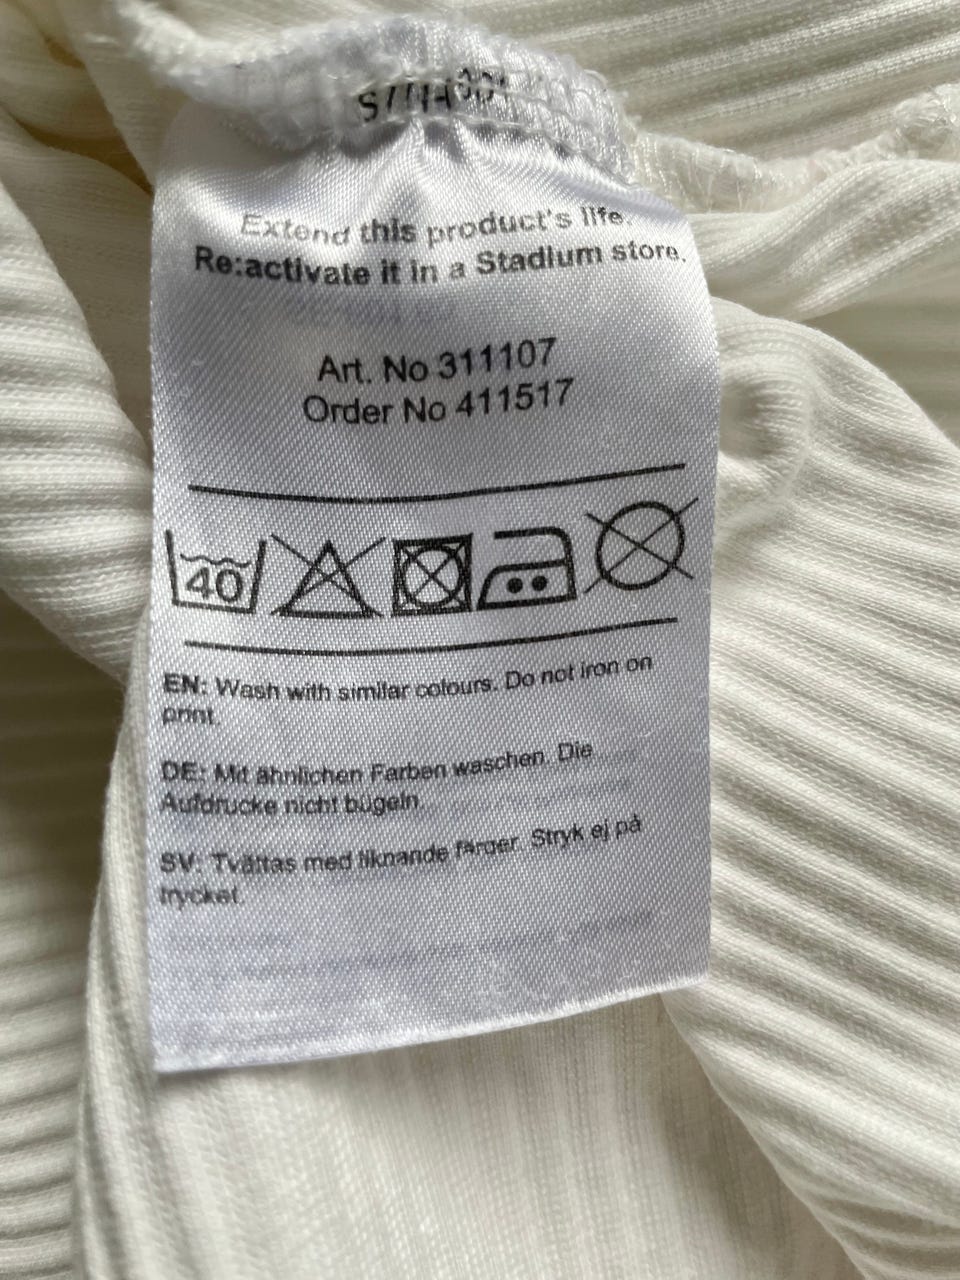 Extend this product's life.
Re:activate it in a Stadium store.
Art. No 311107
Order No 411517
40
EN: Wash with similar colours. Do not iron on
print.
DE: Mit ähnlichen Farben waschen. Die
Aufdrucke nicht bügeln.
SV: Tvättas med liknande färger. Stryk ej på
trycket.